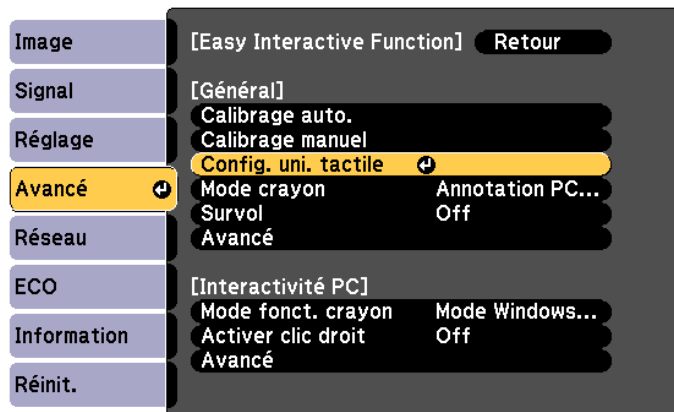 Image
Signal
Réglage
Avancé
Réseau
ECO
Information
Réinit.
[Easy Interactive Function] Retour
[Général]
Calibrage auto.
Calibrage manuel
Config. uni. tactile
Mode crayon Annotation PC...
Survol Off
Avancé
[Interactivité PC]
Mode fonct. crayon Mode Windows...
Activer clic droit Off
Avancé